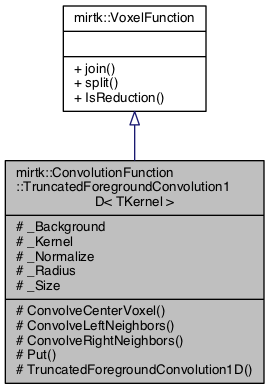 mirtk::VoxelFunction
+ join()
+ split()
+ IsReduction()
mirtk::ConvolutionFunction
::TruncatedForegroundConvolution1
D< TKernel >
# _Background
# _Kernel
# _Normalize
# _Radius
# _Size
# ConvolveCenterVoxel()
# ConvolveLeftNeighbors()
# ConvolveRightNeighbors()
# Put()
# TruncatedForegroundConvolution1D()